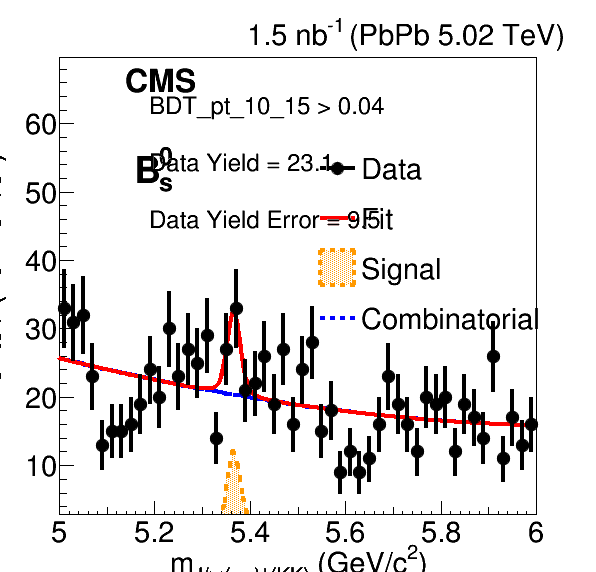 1.5 nb⁻¹ (PbPb 5.02 TeV)
CMS
BDT_pt_10_15 > 0.04
B⁰ₛ
Data Yield = 23.1
Data Yield Error = 9.5
Data
Fit
Signal
Combinatorial
60
50
40
30
20
10
5 5.2 5.4 5.6 5.8 6
(GeV/c²)